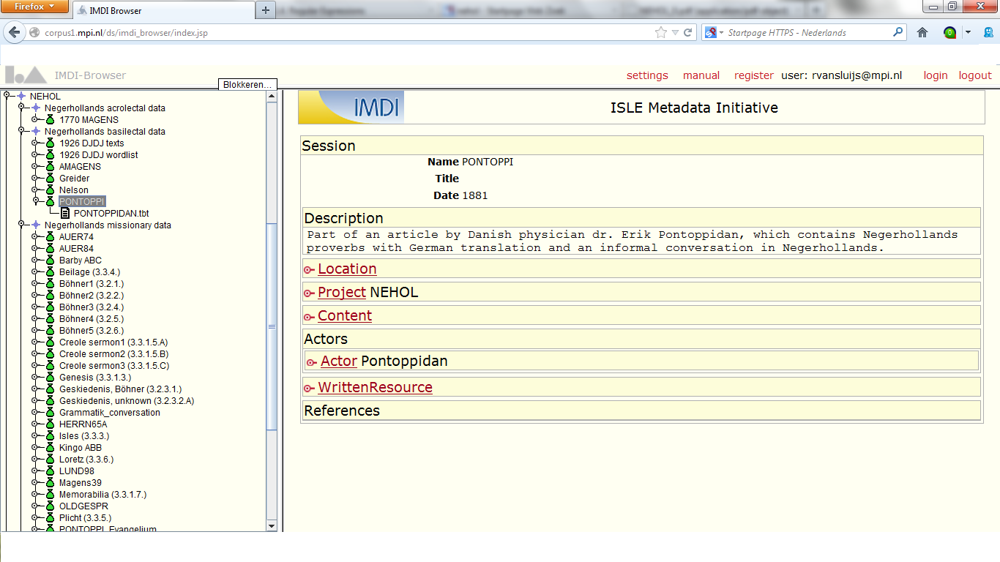 Firefox
IMDI Browser
corpus1.mpi.nl/ds/imdi_browser/index.jsp
Startpage HTTPS - Nederlands
IMDI-Browser
settings manual register user: rvansluijs@mpi.nl login logout
Blokkeren...
NEHOL
Negerhollands acrolectal data
1770 MAGENS
Negerhollands basilectal data
1926 DJDJ texts
1926 DJDJ wordlist
AMAGENS
Greider
Nelson
PONTOPPI
PONTOPPIDAN.tbt
Negerhollands missionary data
AUER74
AUER84
Barby ABC
Beilage (3.3.4.)
Böhner1 (3.2.1.)
Böhner2 (3.2.2.)
Böhner3 (3.2.4.)
Böhner4 (3.2.5.)
Böhner5 (3.2.6.)
Creole sermon1 (3.3.1.5.A)
Creole sermon2 (3.3.1.5.B)
Creole sermon3 (3.3.1.5.C)
Genesis (3.3.1.3.)
Geskiedenis, Böhner (3.2.3.1.)
Geskiedenis, unknown (3.2.3.2.A)
Grammatik_conversation
HERRN65A
Isles (3.3.3.)
Kingo ABB
Loretz (3.3.6.)
LUND98
Magens39
Memorabilia (3.3.1.7.)
OLDGESPR
Plicht (3.3.5.)
PONTOPPI Evangelium
IMDI
ISLE Metadata Initiative
Session
Name PONTOPPI
Title
Date 1881
Description
Part of an article by Danish physician dr. Erik Pontoppidan, which contains Negerhollands
proverbs with German translation and an informal conversation in Negerhollands.
Location
Project NEHOL
Content
Actors
Actor Pontoppidan
WrittenResource
References